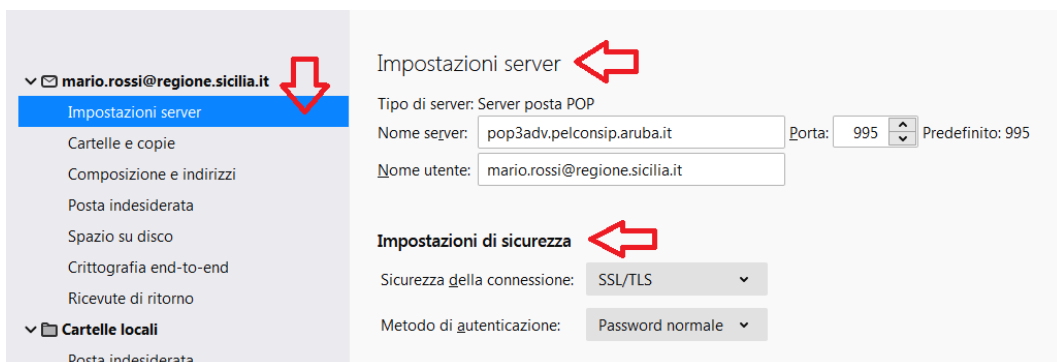 mario.rossi@regione.sicilia.it
Impostazioni server
Cartelle e copie
Composizione e indirizzi
Posta indesiderata
Spazio su disco
Crittografia end-to-end
Ricevute di ritorno
Cartelle locali
Posta indesiderata
Impostazioni server
Tipo di server: Server posta POP
Nome server: pop3adv.pelconsip.aruba.it Porta: 995 Predefinito: 995
Nome utente: mario.rossi@regione.sicilia.it
Impostazioni di sicurezza
Sicurezza della connessione: SSL/TLS
Metodo di autenticazione: Password normale